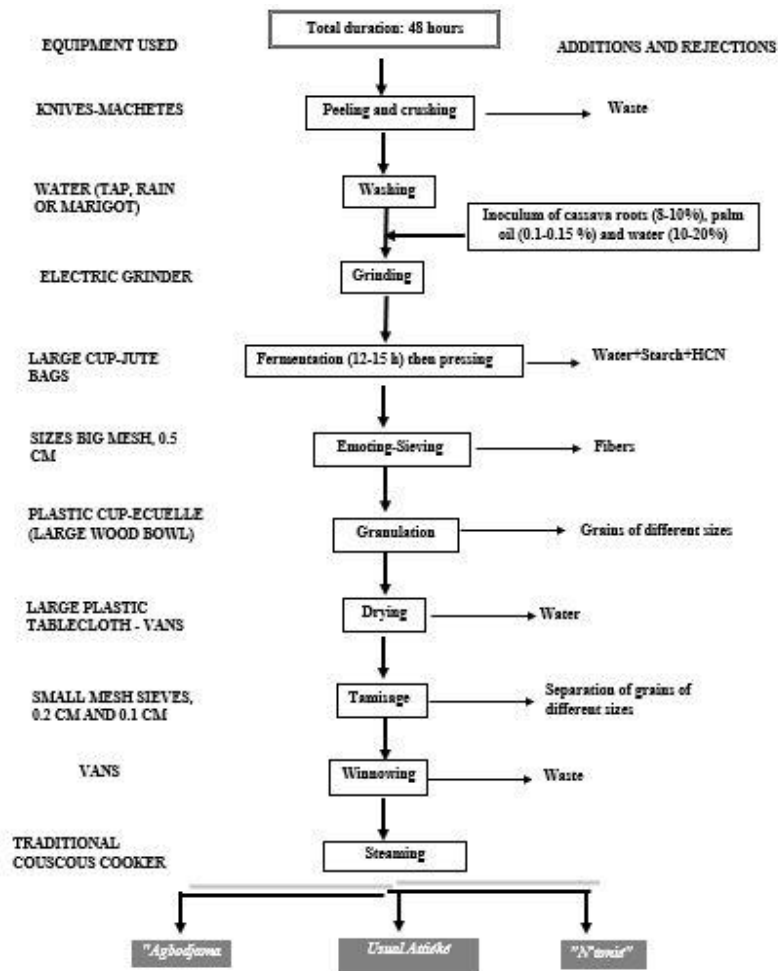 Total duration: 48 hours
EQUIPMENT USED
ADDITIONS AND REJECTIONS
KNIVES-MACHETES
Peeling and crushing
Waste
WATER (TAP, RAIN
OR MARIGOT)
Washing
Inoculum of cassava roots (8-10%), palm
oil (0.1-0.15 %) and water (10-20%)
ELECTRIC GRINDER
Grinding
LARGE CUP-JUTE
BAGS
Fermentation (12-15 h) then pressing
Water+Starch+HCN
SIZES BIG MESH, 0.5
CM
Emoting-Sieving
Fibers
PLASTIC CUP-ECUELLE
(LARGE WOOD BOWL)
Granulation
Grains of different sizes
LARGE PLASTIC
TABLECLOTH - VANS
Drying
Water
SMALL MESH SIEVES,
0.2 CM AND 0.1 CM
Tamisage
Separation of grains of
different sizes
VANS
Winnowing
Waste
TRADITIONAL
COUSCOUS COOKER
Steaming
"Agbodjama
Usual Attiéké